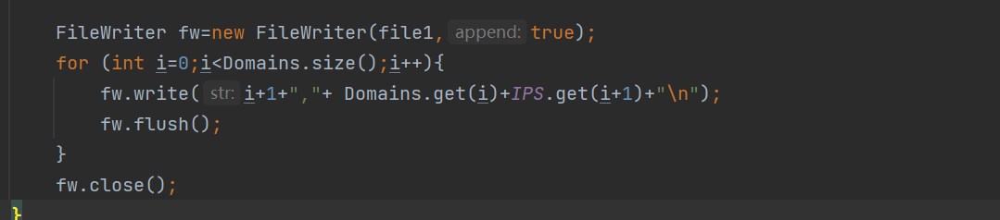 FileWriter fw=new FileWriter(file1, append: true);
for (int i=0;i<Domains.size();i++){
fw.write( str: i+1+","+ Domains.get(i)+IPS.get(i+1)+"\n");
fw.flush();
}
fw.close();
}